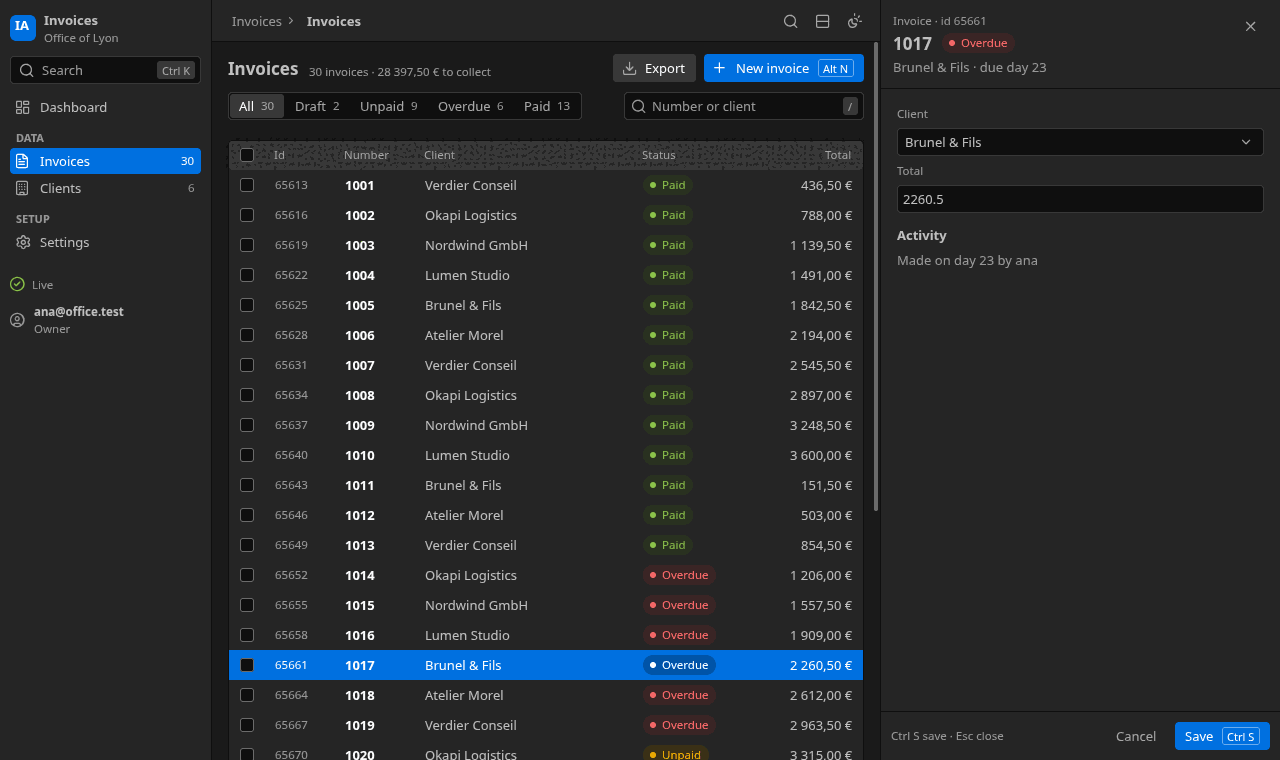 IA
Invoices
Office of Lyon
Search Ctrl K
Dashboard
DATA
Invoices 30
Clients 6
SETUP
Settings
Live
ana@office.test
Owner
Invoices Invoices
Invoices 30 invoices · 28 397,50 € to collect
Export
New invoice Alt N
All 30 Draft 2 Unpaid 9 Overdue 6 Paid 13
Number or client /
Id Number Client Status Total
65613 1001 Verdier Conseil Paid 436,50 €
65616 1002 Okapi Logistics Paid 788,00 €
65619 1003 Nordwind GmbH Paid 1 139,50 €
65622 1004 Lumen Studio Paid 1 491,00 €
65625 1005 Brunel & Fils Paid 1 842,50 €
65628 1006 Atelier Morel Paid 2 194,00 €
65631 1007 Verdier Conseil Paid 2 545,50 €
65634 1008 Okapi Logistics Paid 2 897,00 €
65637 1009 Nordwind GmbH Paid 3 248,50 €
65640 1010 Lumen Studio Paid 3 600,00 €
65643 1011 Brunel & Fils Paid 151,50 €
65646 1012 Atelier Morel Paid 503,00 €
65649 1013 Verdier Conseil Paid 854,50 €
65652 1014 Okapi Logistics Overdue 1 206,00 €
65655 1015 Nordwind GmbH Overdue 1 557,50 €
65658 1016 Lumen Studio Overdue 1 909,00 €
65661 1017 Brunel & Fils Overdue 2 260,50 €
65664 1018 Atelier Morel Overdue 2 612,00 €
65667 1019 Verdier Conseil Overdue 2 963,50 €
65670 1020 Okapi Logistics Unpaid 3 315,00 €
Invoice · id 65661
1017 Overdue
Brunel & Fils · due day 23
Client
Brunel & Fils
Total
2260.5
Activity
Made on day 23 by ana
Ctrl S save · Esc close
Cancel
Save Ctrl S